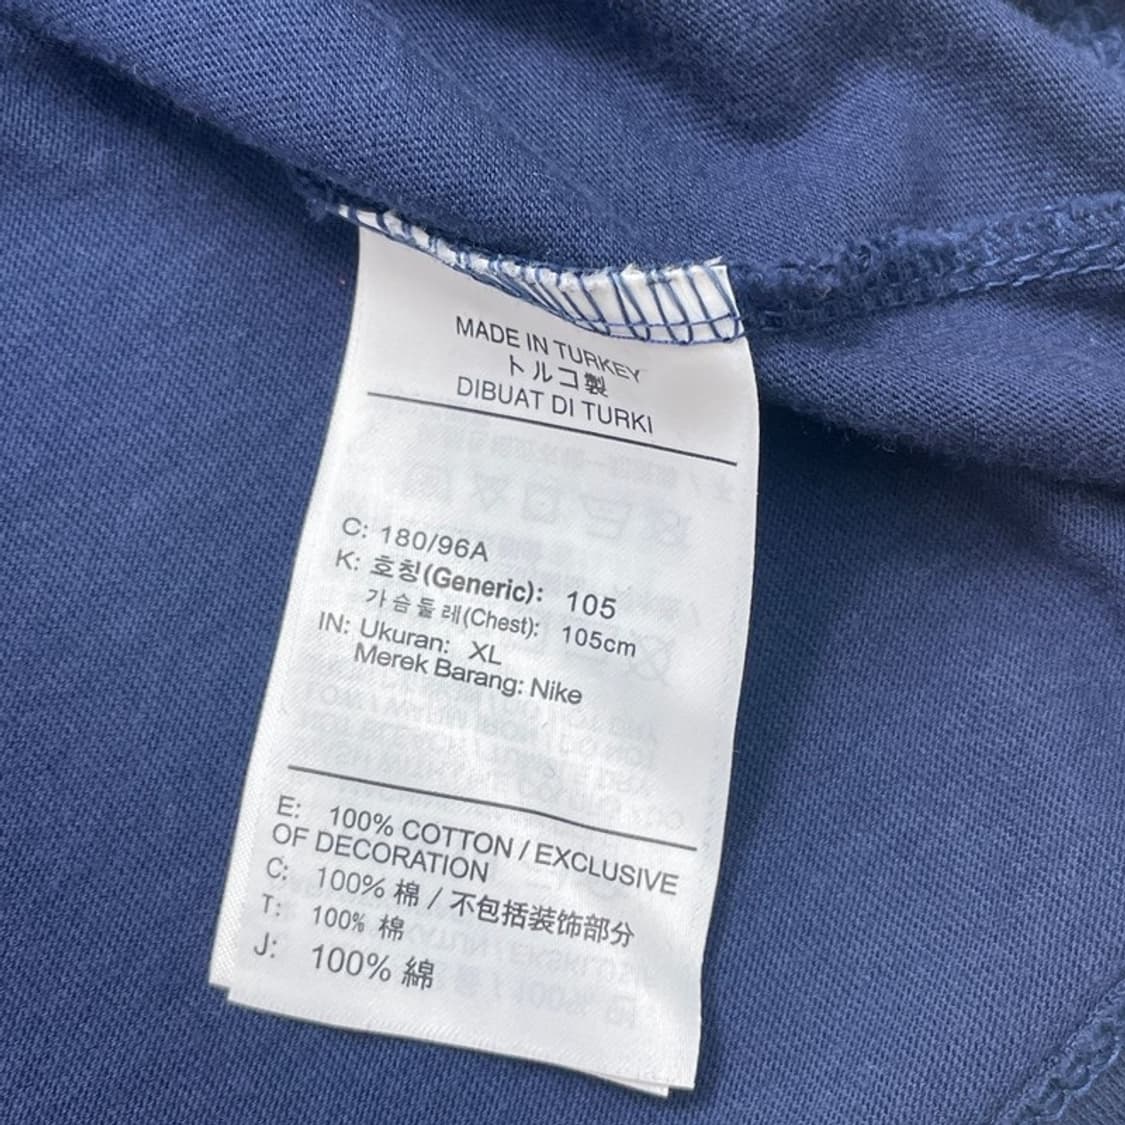 MADE IN TURKEY
トルコ製
DIBUAT DI TURKI
C: 180/96A
K: 호칭(Generic): 105
가슴둘레(Chest): 105cm
IN: Ukuran: XL
Merek Barang: Nike
E: 100% COTTON / EXCLUSIVE
OF DECORATION
C: 100% 棉 / 不包括装饰部分
T: 100% 棉
J: 100% 綿